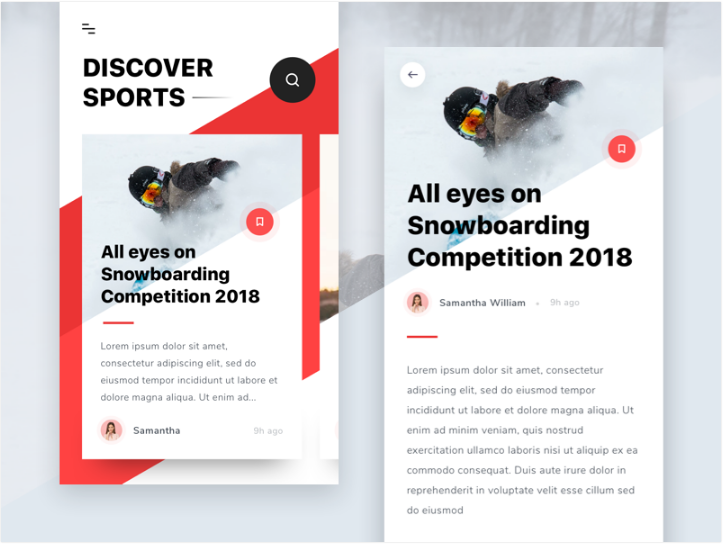 DISCOVER
SPORTS
All eyes on
Snowboarding
Competition 2018
Lorem ipsum dolor sit amet,
consectetur adipiscing elit, sed do
eiusmod tempor incididunt ut labore et
dolore magna aliqua. Ut enim ad...
Samantha 9h ago
All eyes on
Snowboarding
Competition 2018
Samantha William • 9h ago
Lorem ipsum dolor sit amet, consectetur
adipiscing elit, sed do eiusmod tempor
incididunt ut labore et dolore magna aliqua. Ut
enim ad minim veniam, quis nostrud
exercitation ullamco laboris nisi ut aliquip ex ea
commodo consequat. Duis aute irure dolor in
reprehenderit in voluptate velit esse cillum sed
do eiusmod